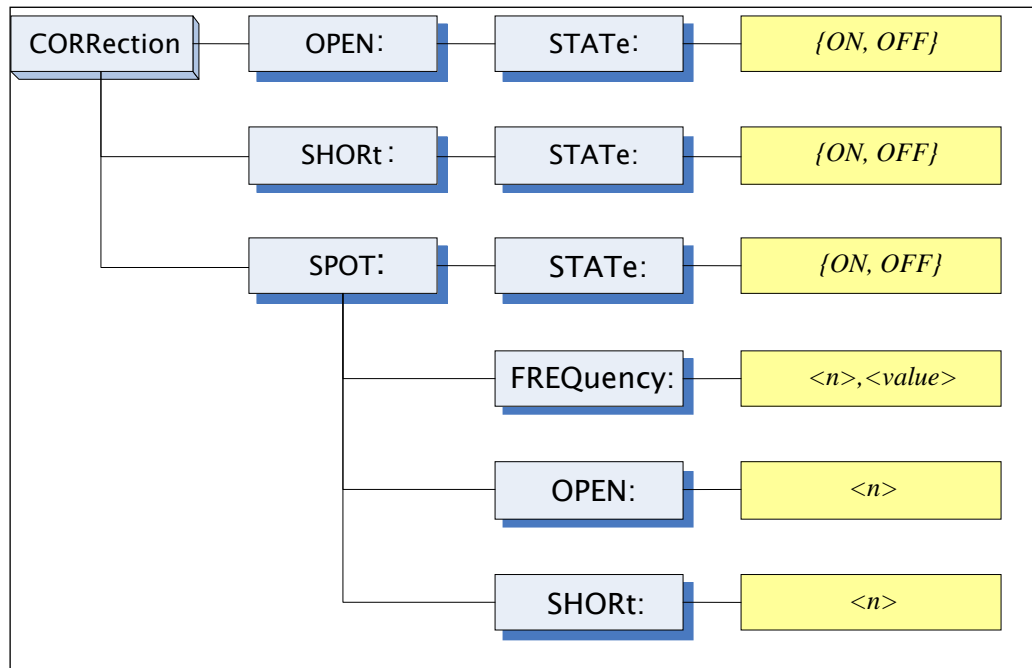 CORRection OPEN: STATe: {ON, OFF}
SHORt : STATe: {ON, OFF}
SPOT: STATe: {ON, OFF}
FREQuency: <n>,<value>
OPEN: <n>
SHORt: <n>